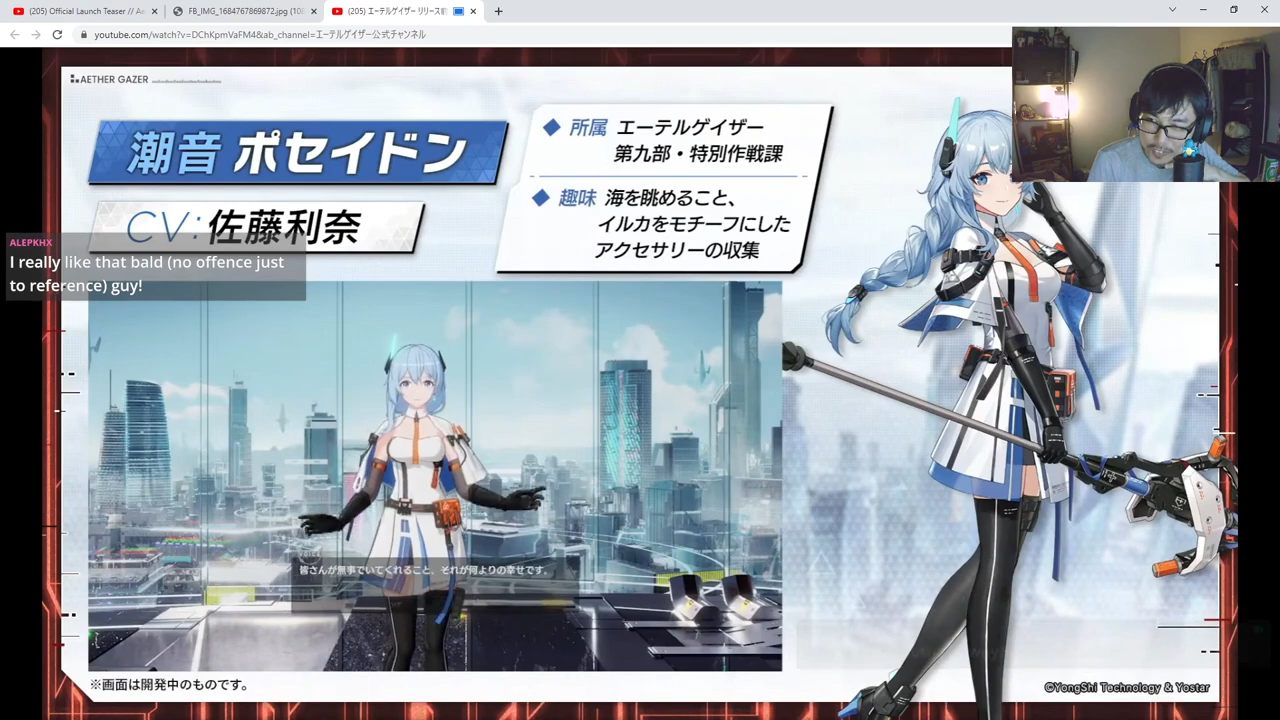 (205) Official Launch Teaser // Ae
FB_IMG_1684767869872.jpg (108
(205) エーテルゲイザー リリース前
youtube.com/watch?v=DChKpmVaFM4&ab_channel=エーテルゲイザー公式チャンネル
AETHER GAZER
潮音 ポセイドン
CV: 佐藤利奈
所属 エーテルゲイザー
第九部・特別作戦課
趣味 海を眺めること、
イルカをモチーフにした
アクセサリーの収集
ALEPKHX
I really like that bald (no offence just
to reference) guy!
皆さんが無事でいてくれること、それが何よりの幸せです。
※画面は開発中のものです。
©YongShi Technology & Yostar